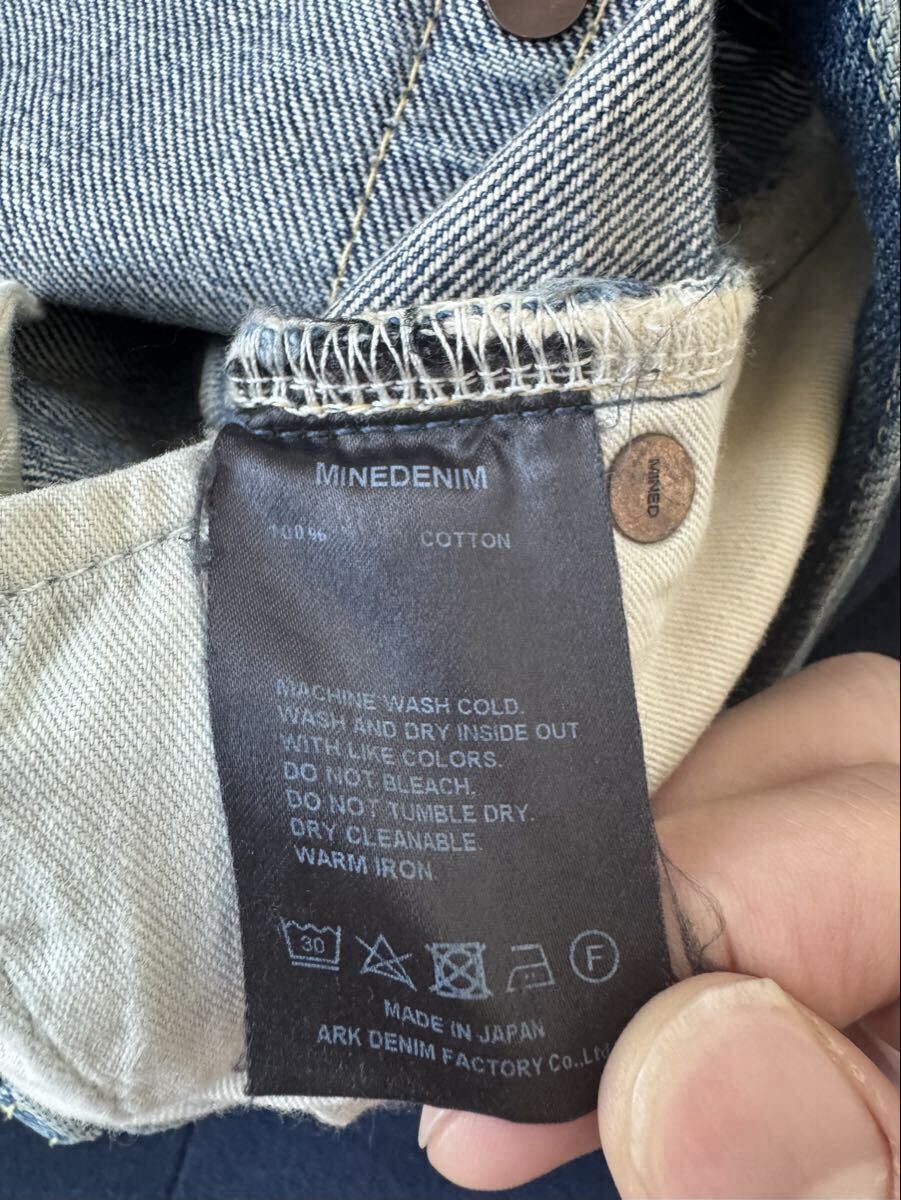 MINEDENIM
100% COTTON
MINED
MACHINE WASH COLD.
WASH AND DRY INSIDE OUT
WITH LIKE COLORS.
DO NOT BLEACH.
DO NOT TUMBLE DRY.
DRY CLEANABLE.
WARM IRON.
30
F
MADE IN JAPAN
ARK DENIM FACTORY Co.,Ltd